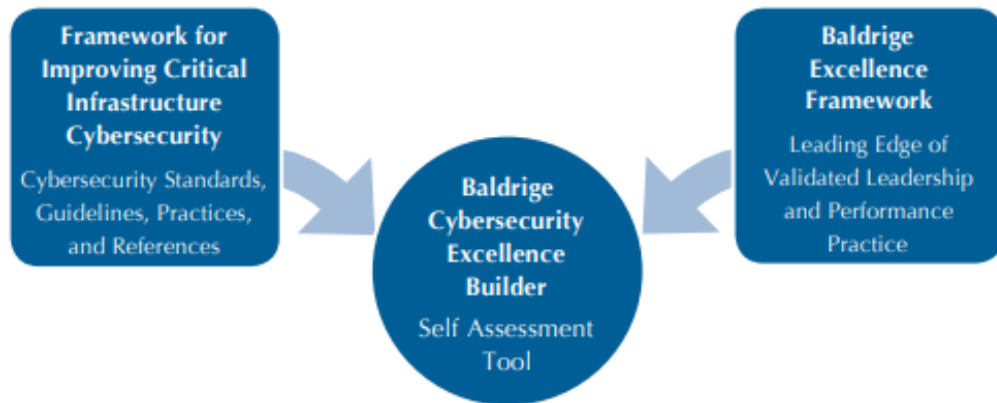 Framework for
Improving Critical
Infrastructure
Cybersecurity
Cybersecurity Standards,
Guidelines, Practices,
and References
Baldrige
Cybersecurity
Excellence
Builder
Self Assessment
Tool
Baldrige
Excellence
Framework
Leading Edge of
Validated Leadership
and Performance
Practice